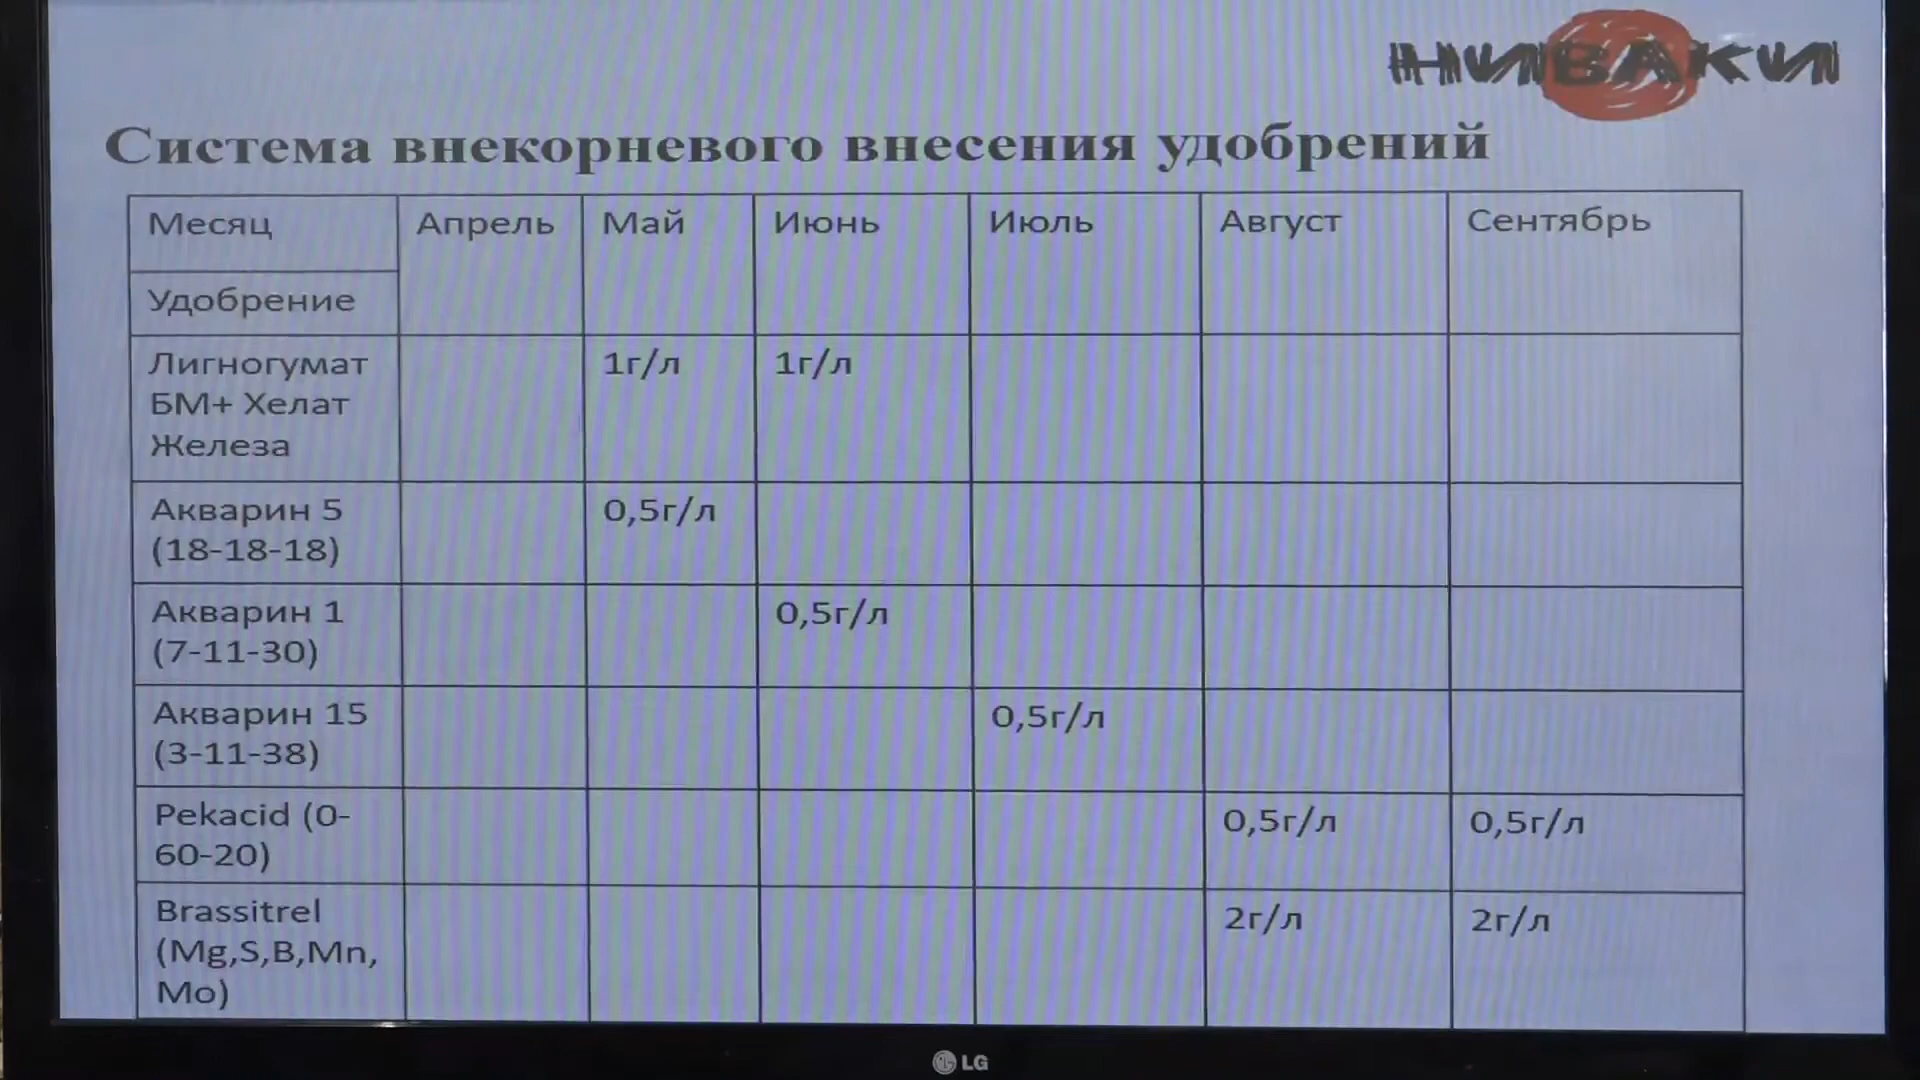 НИВАКИ
Система внекорневого внесения удобрений
Месяц Апрель Май Июнь Июль Август Сентябрь
Удобрение
Лигногумат 1г/л 1г/л
БМ+ Хелат
Железа
Акварин 5 0,5г/л
(18-18-18)
Акварин 1 0,5г/л
(7-11-30)
Акварин 15 0,5г/л
(3-11-38)
Pekacid (0- 0,5г/л 0,5г/л
60-20)
Brassitrel 2г/л 2г/л
(Mg,S,B,Mn,
Mo)
LG